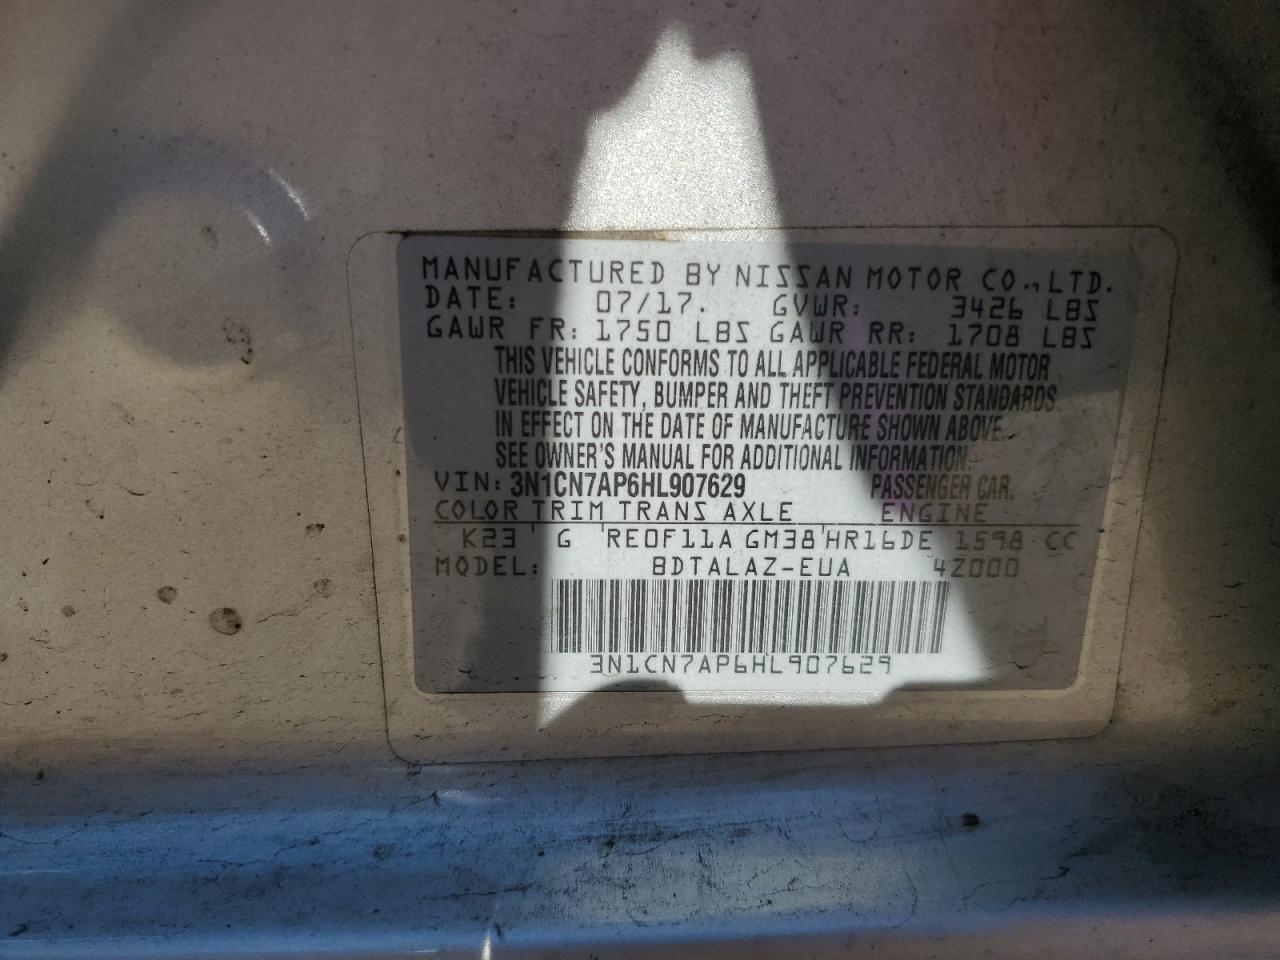 MANUFACTURED BY NISSAN MOTOR CO., LTD.
DATE: 07/17. GVWR: 3426 LBS
GAWR FR: 1750 LBS GAWR RR: 1708 LBS
THIS VEHICLE CONFORMS TO ALL APPLICABLE FEDERAL MOTOR
VEHICLE SAFETY, BUMPER AND THEFT PREVENTION STANDARDS
IN EFFECT ON THE DATE OF MANUFACTURE SHOWN ABOVE.
SEE OWNER'S MANUAL FOR ADDITIONAL INFORMATION.
VIN: 3N1CN7AP6HL907629 PASSENGER CAR.
COLOR TRIM TRANS AXLE ENGINE
K23 G RE0F11A GM38 HR16DE 1598 CC
MODEL: BDTALAZ-EUA 4Z000
3N1CN7AP6HL907629